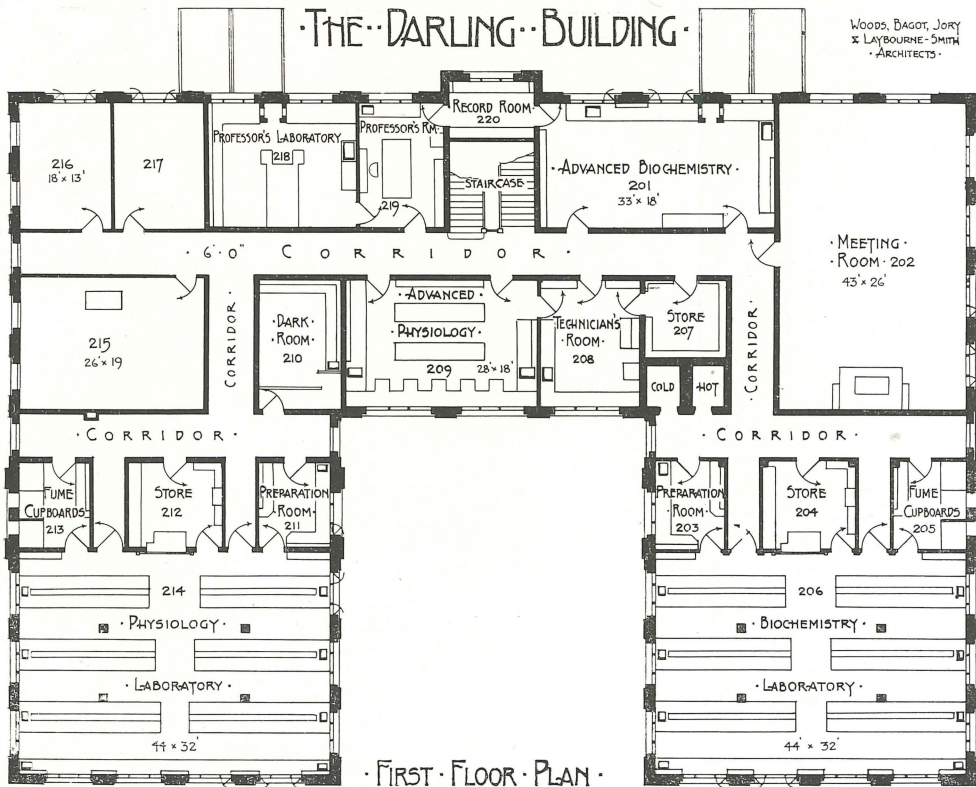 ·THE··DARLING··BUILDING·
WOODS, BAGOT, JORY
& LAYBOURNE-SMITH
·ARCHITECTS·
216
18' x 13'
217
PROFESSOR'S LABORATORY
218
PROFESSOR'S RM.
219
RECORD ROOM
220
STAIRCASE
·ADVANCED BIOCHEMISTRY·
201
33' x 18'
·MEETING·
·ROOM· 202
43' x 26'
·6'·0" CORRIDOR·
215
26' x 19
CORRIDOR
·DARK·
ROOM·
210
·ADVANCED
PHYSIOLOGY·
209
28' x 18'
TECHNICIAN'S
·ROOM·
208
STORE
207
COLD
HOT
CORRIDOR
·CORRIDOR·
·CORRIDOR·
FUME
CUPBOARDS
213
STORE
212
PREPARATION
ROOM·
211
PREPARATION
ROOM·
203
STORE
204
FUME
CUPBOARDS
205
214
·PHYSIOLOGY·
·LABORATORY·
44 x 32'
206
·BIOCHEMISTRY·
·LABORATORY·
44' x 32'
·FIRST·FLOOR·PLAN·